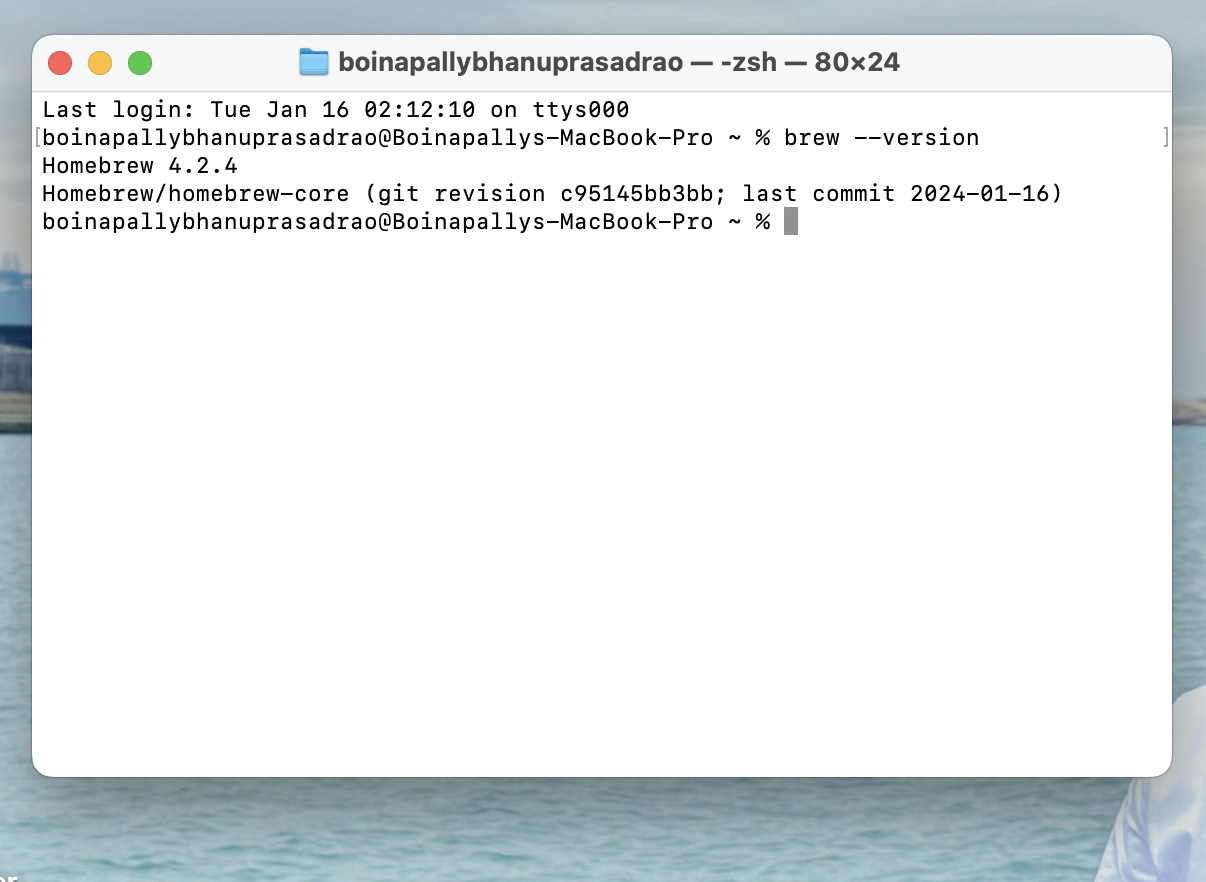 boinapallybhanuprasadrao — -zsh — 80×24
Last login: Tue Jan 16 02:12:10 on ttys000
[boinapallybhanuprasadrao@Boinapallys-MacBook-Pro ~ % brew --version ]
Homebrew 4.2.4
Homebrew/homebrew-core (git revision c95145bb3bb; last commit 2024-01-16)
boinapallybhanuprasadrao@Boinapallys-MacBook-Pro ~ %